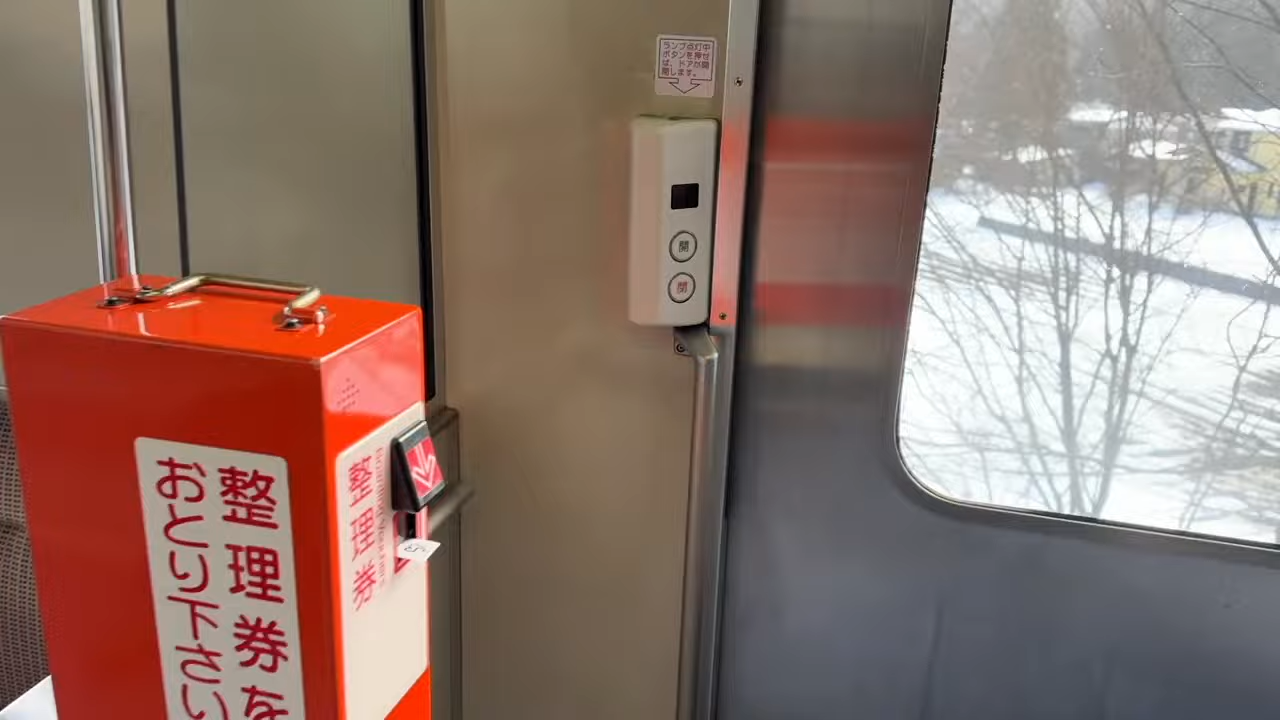 ランプ点灯中
ボタンを押せ
ば、ドアが開
閉します。
開
閉
整理券を
おとり下さい
整理券